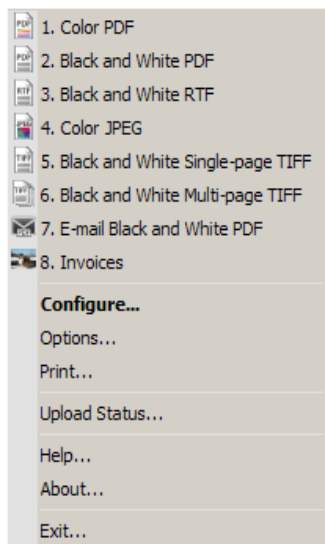 1. Color PDF
2. Black and White PDF
3. Black and White RTF
4. Color JPEG
5. Black and White Single-page TIFF
6. Black and White Multi-page TIFF
7. E-mail Black and White PDF
8. Invoices
Configure...
Options...
Print...
Upload Status...
Help...
About...
Exit...